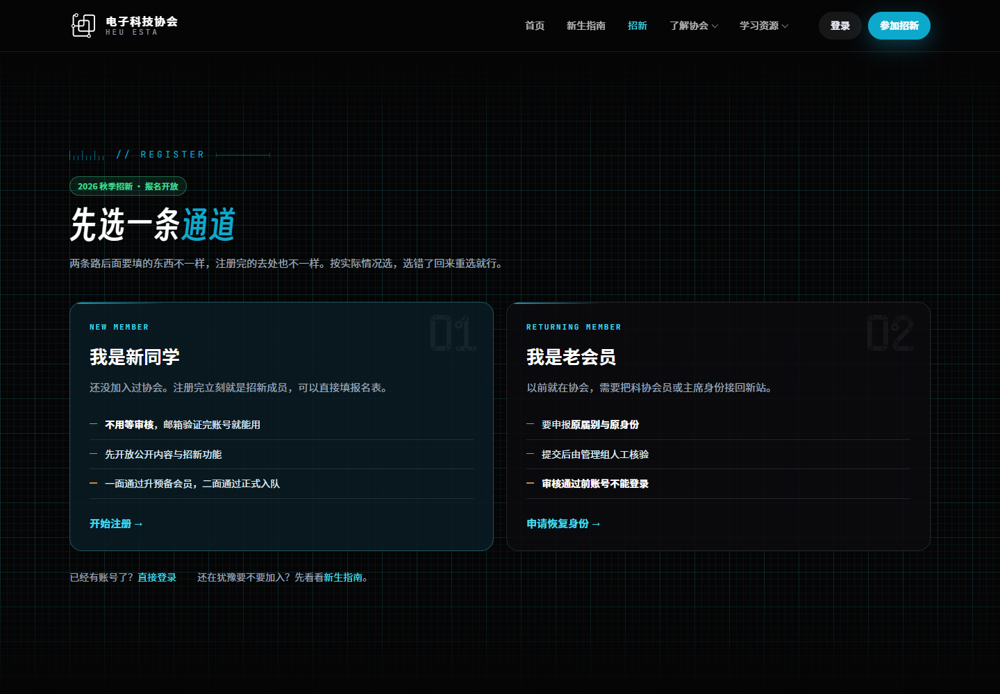 电子科技协会
HEU ESTA
首页
新生指南
招新
了解协会
学习资源
登录
参加招新
// REGISTER
2026 秋季招新 · 报名开放
先选一条通道
两条路后面要填的东西不一样，注册完的去处也不一样。按实际情况选，选错了回来重选就行。
NEW MEMBER
01
我是新同学
还没加入过协会。注册完立刻就是招新成员，可以直接填报名表。
不用等审核，邮箱验证完账号就能用
先开放公开内容与招新功能
一面通过升预备会员，二面通过正式入队
开始注册 →
RETURNING MEMBER
02
我是老会员
以前就在协会，需要把科协会员或主席身份接回新站。
要申报原届别与原身份
提交后由管理组人工核验
审核通过前账号不能登录
申请恢复身份 →
已经有账号了？直接登录
还在犹豫要不要加入？先看看新生指南。